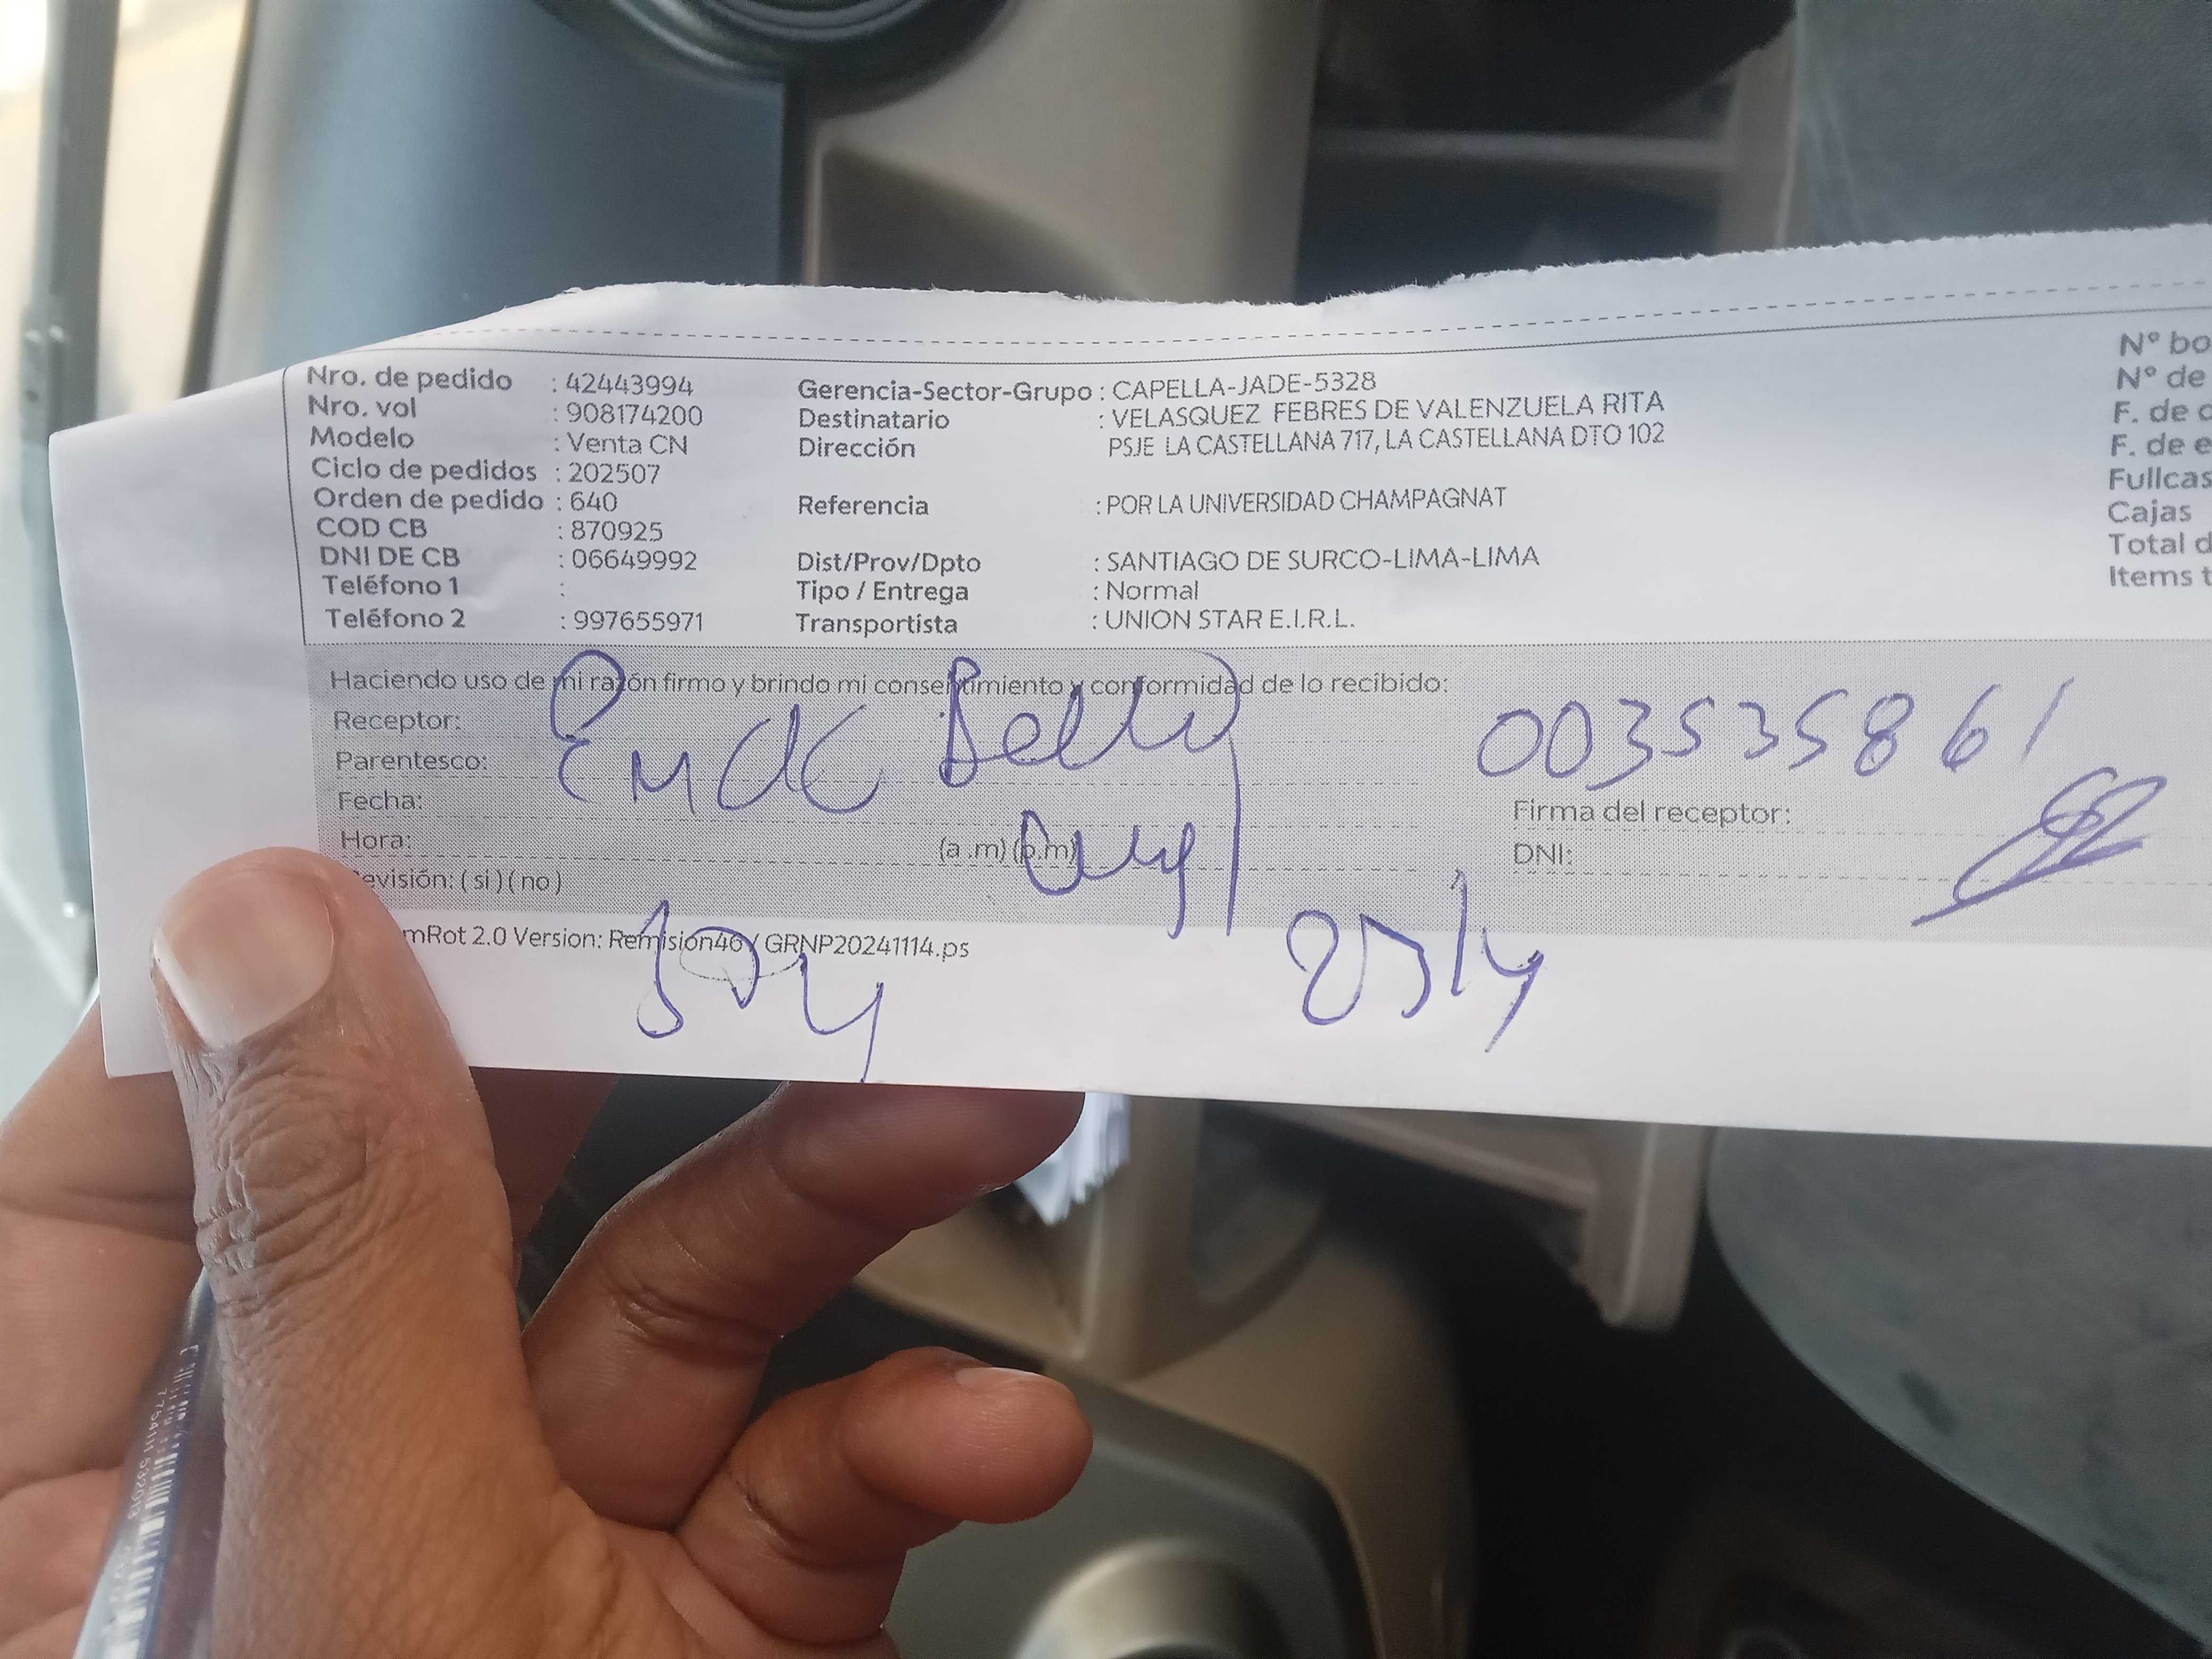 Nro. de pedido : 42443994
Nro. vol : 908174200
Modelo : Venta CN
Ciclo de pedidos : 202507
Orden de pedido : 640
COD CB : 870925
DNI DE CB : 06649992
Teléfono 1 :
Teléfono 2 : 997655971
Gerencia-Sector-Grupo : CAPELLA-JADE-5328
Destinatario : VELASQUEZ FEBRES DE VALENZUELA RITA
Dirección PSJE LA CASTELLANA 717, LA CASTELLANA DTO 102
Referencia : POR LA UNIVERSIDAD CHAMPAGNAT
Dist/Prov/Dpto : SANTIAGO DE SURCO-LIMA-LIMA
Tipo / Entrega : Normal
Transportista : UNION STAR E.I.R.L.
N° bo
N° de
F. de
F. de e
Fullcas
Cajas
Total d
Items t
Haciendo uso de mi razón firmo y brindo mi consentimiento y conformidad de lo recibido:
Receptor:
003535861
Parentesco:
Fecha:
Firma del receptor:
Hora: (a .m) (p.m)
DNI:
evisión: ( si ) ( no )
mRot 2.0 Version: Remision46 / GRNP20241114.ps